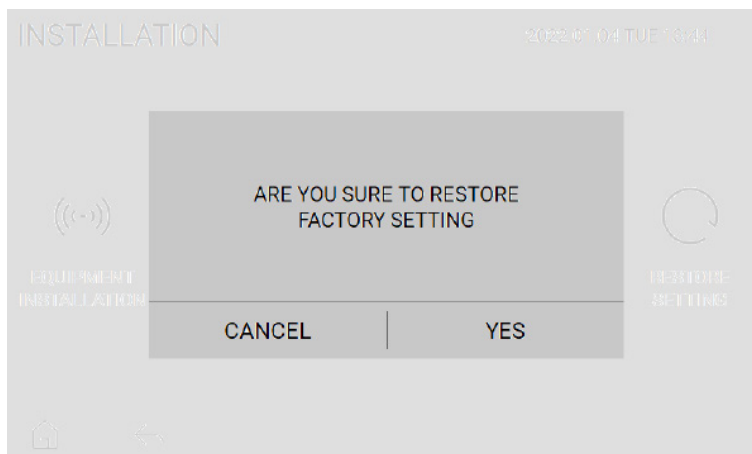 INSTALLATION
ARE YOU SURE TO RESTORE
FACTORY SETTING
EQUIPMENT
INSTALLATION
RESTORE
SETTING
CANCEL
YES